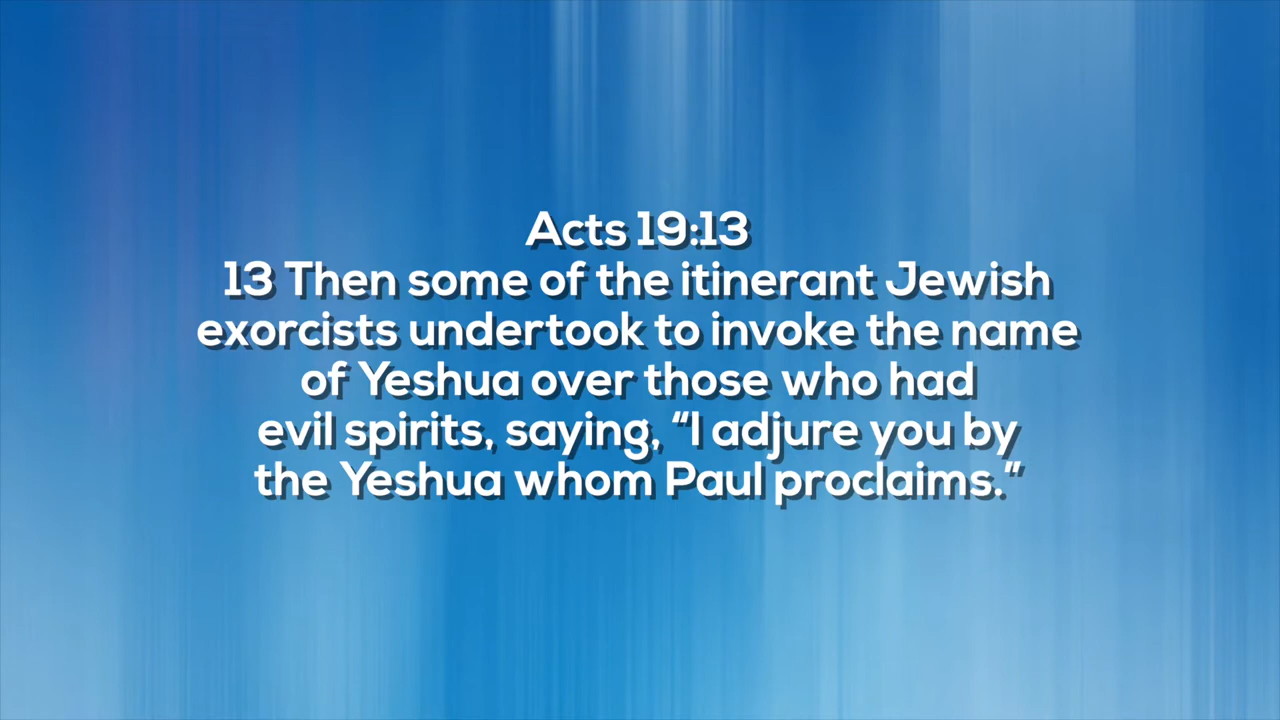 Acts 19:13
13 Then some of the itinerant Jewish
exorcists undertook to invoke the name
of Yeshua over those who had
evil spirits, saying, “I adjure you by
the Yeshua whom Paul proclaims.”